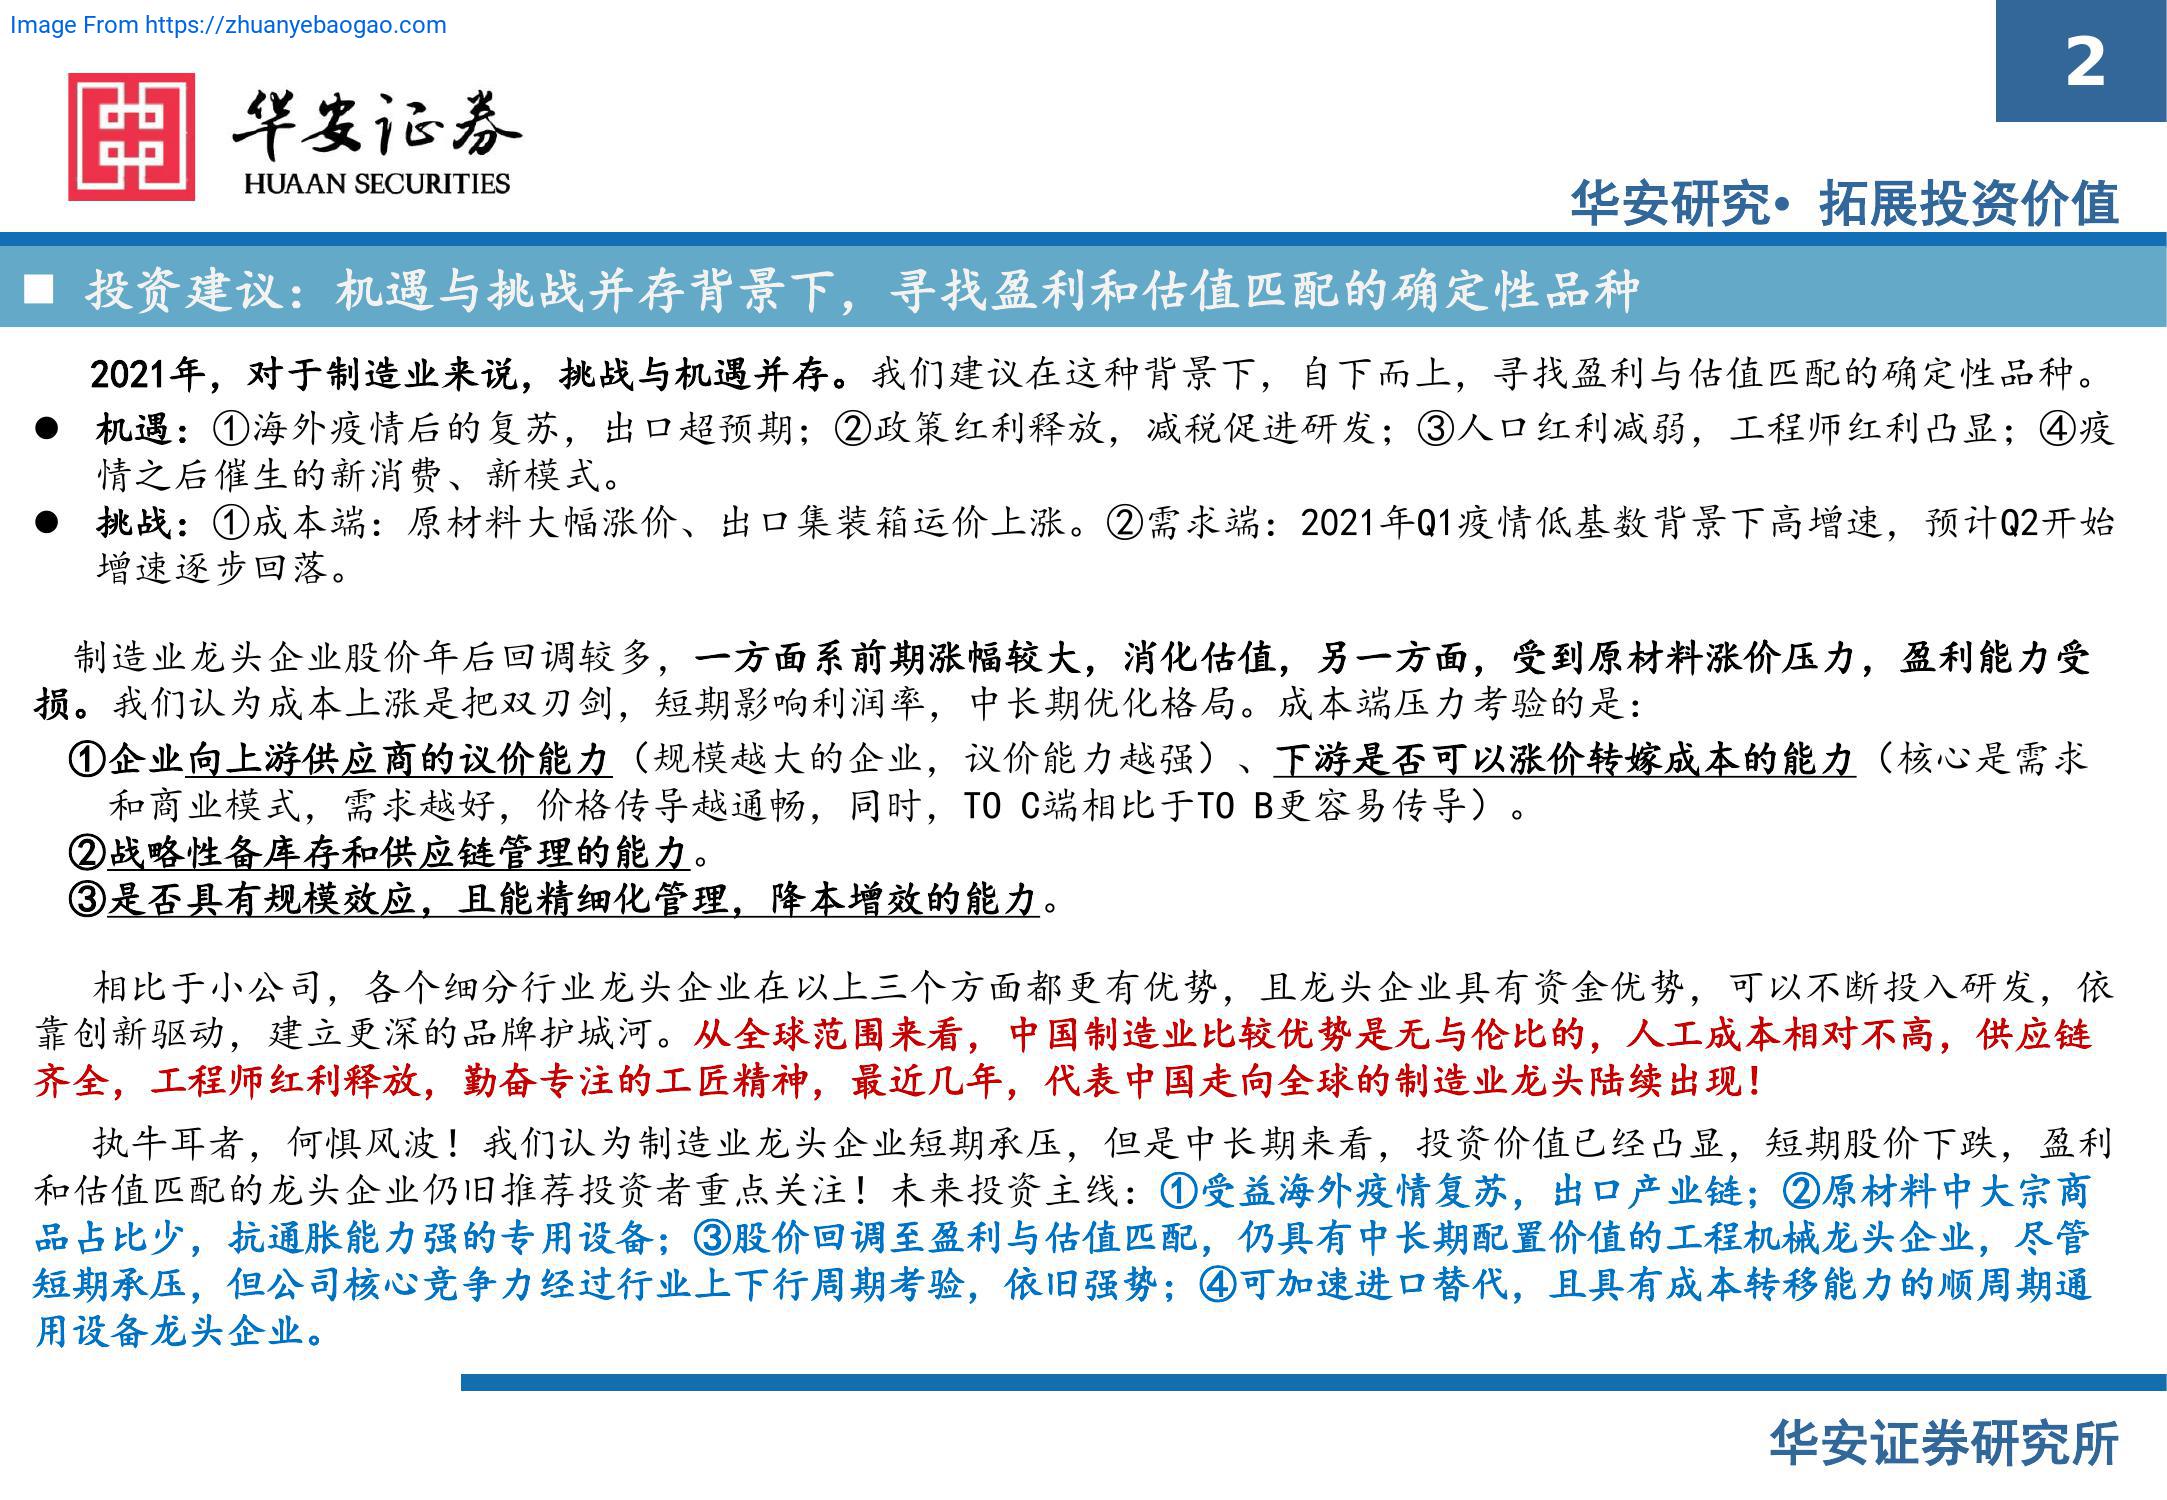 Image From https://zhuanyebaogao.com
2
华安证券
HUAAN SECURITIES
华安研究• 拓展投资价值
■ 投资建议：机遇与挑战并存背景下，寻找盈利和估值匹配的确定性品种
2021年，对于制造业来说，挑战与机遇并存。我们建议在这种背景下，自下而上，寻找盈利与估值匹配的确定性品种。
● 机遇：①海外疫情后的复苏，出口超预期；②政策红利释放，减税促进研发；③人口红利减弱，工程师红利凸显；④疫
情之后催生的新消费、新模式。
● 挑战：①成本端：原材料大幅涨价、出口集装箱运价上涨。②需求端：2021年Q1疫情低基数背景下高增速，预计Q2开始
增速逐步回落。
制造业龙头企业股价年后回调较多，一方面系前期涨幅较大，消化估值，另一方面，受到原材料涨价压力，盈利能力受
损。我们认为成本上涨是把双刃剑，短期影响利润率，中长期优化格局。成本端压力考验的是：
①企业向上游供应商的议价能力（规模越大的企业，议价能力越强）、下游是否可以涨价转嫁成本的能力（核心是需求
和商业模式，需求越好，价格传导越通畅，同时，TO C端相比于TO B更容易传导）。
②战略性备库存和供应链管理的能力。
③是否具有规模效应，且能精细化管理，降本增效的能力。
相比于小公司，各个细分行业龙头企业在以上三个方面都更有优势，且龙头企业具有资金优势，可以不断投入研发，依
靠创新驱动，建立更深的品牌护城河。从全球范围来看，中国制造业比较优势是无与伦比的，人工成本相对不高，供应链
齐全，工程师红利释放，勤奋专注的工匠精神，最近几年，代表中国走向全球的制造业龙头陆续出现！
执牛耳者，何惧风波！我们认为制造业龙头企业短期承压，但是中长期来看，投资价值已经凸显，短期股价下跌，盈利
和估值匹配的龙头企业仍旧推荐投资者重点关注！未来投资主线：①受益海外疫情复苏，出口产业链；②原材料中大宗商
品占比少，抗通胀能力强的专用设备；③股价回调至盈利与估值匹配，仍具有中长期配置价值的工程机械龙头企业，尽管
短期承压，但公司核心竞争力经过行业上下行周期考验，依旧强势；④可加速进口替代，且具有成本转移能力的顺周期通
用设备龙头企业。
华安证券研究所